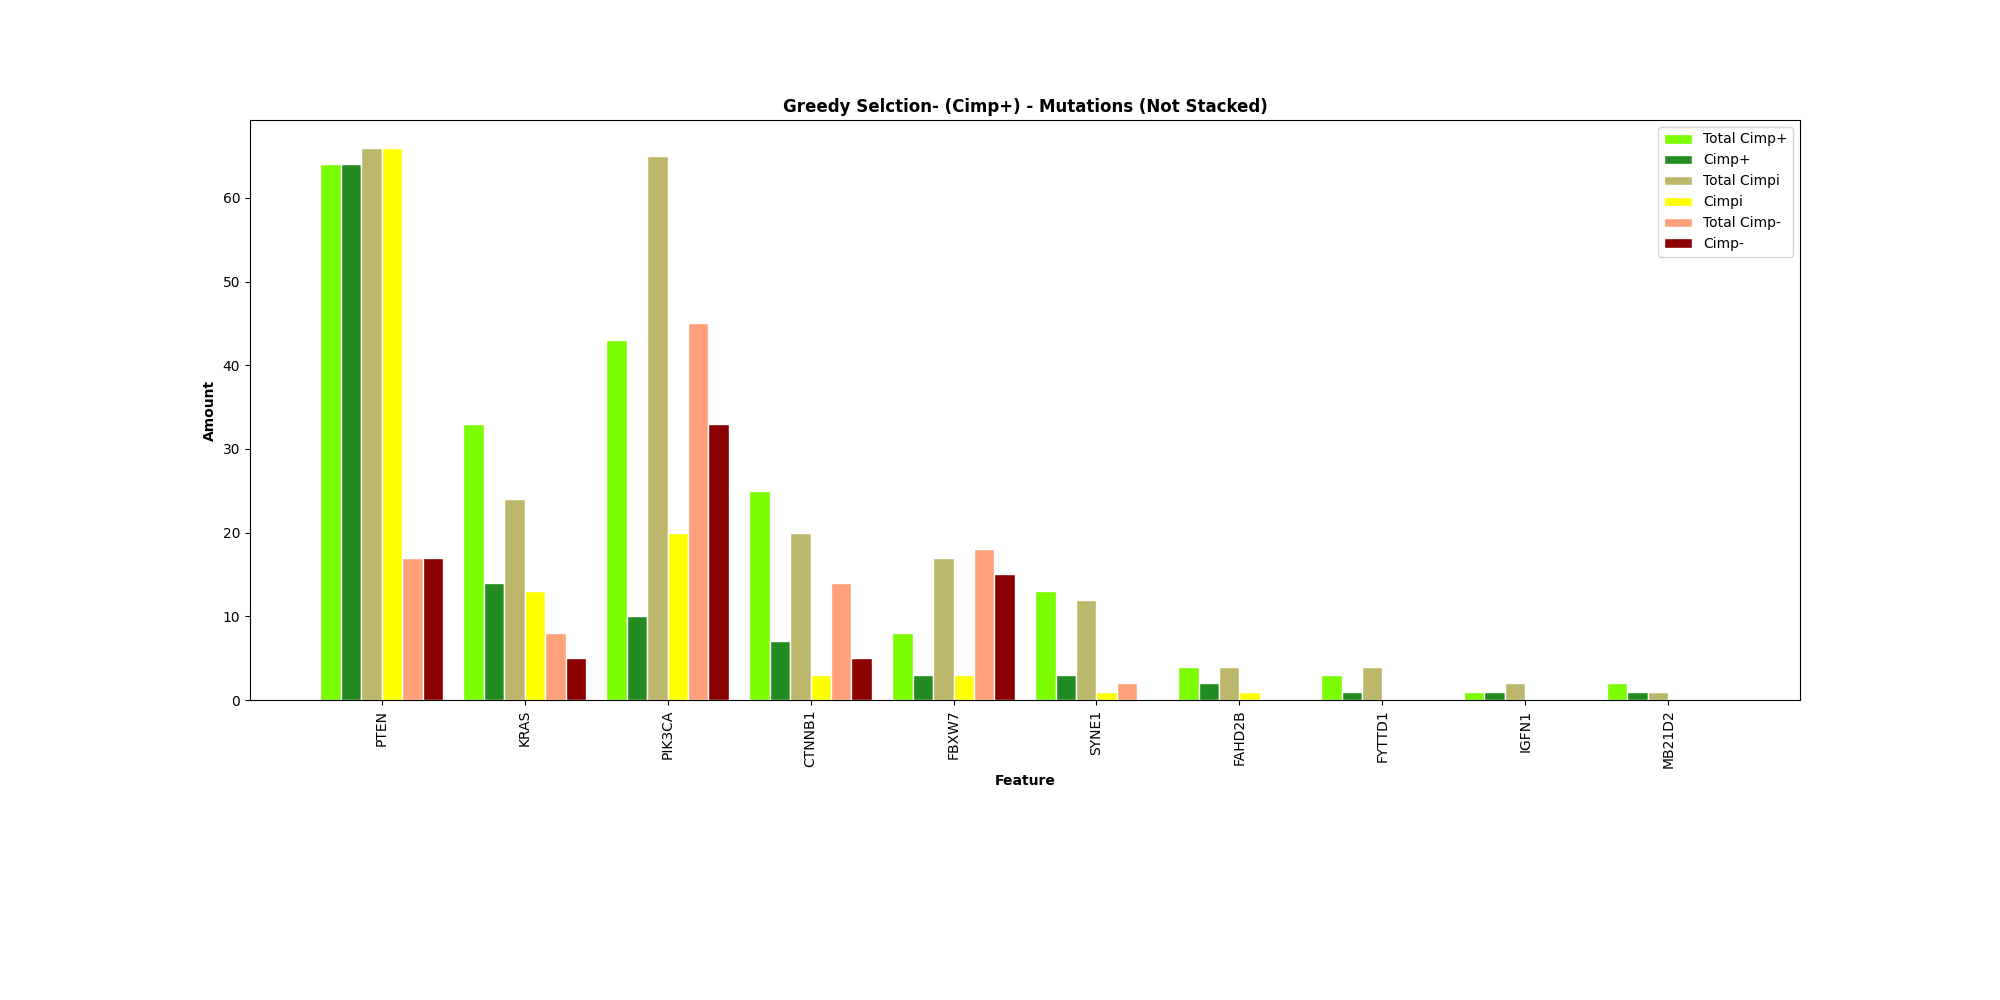 Greedy Selction- (Cimp+) - Mutations (Not Stacked)
Total Cimp+
Cimp+
Total Cimpi
Cimpi
Total Cimp-
Cimp-
Amount
60
50
40
30
20
10
0
PTEN
KRAS
PIK3CA
CTNNB1
FBXW7
SYNE1
FAHD2B
FYTTD1
IGFN1
MB21D2
Feature